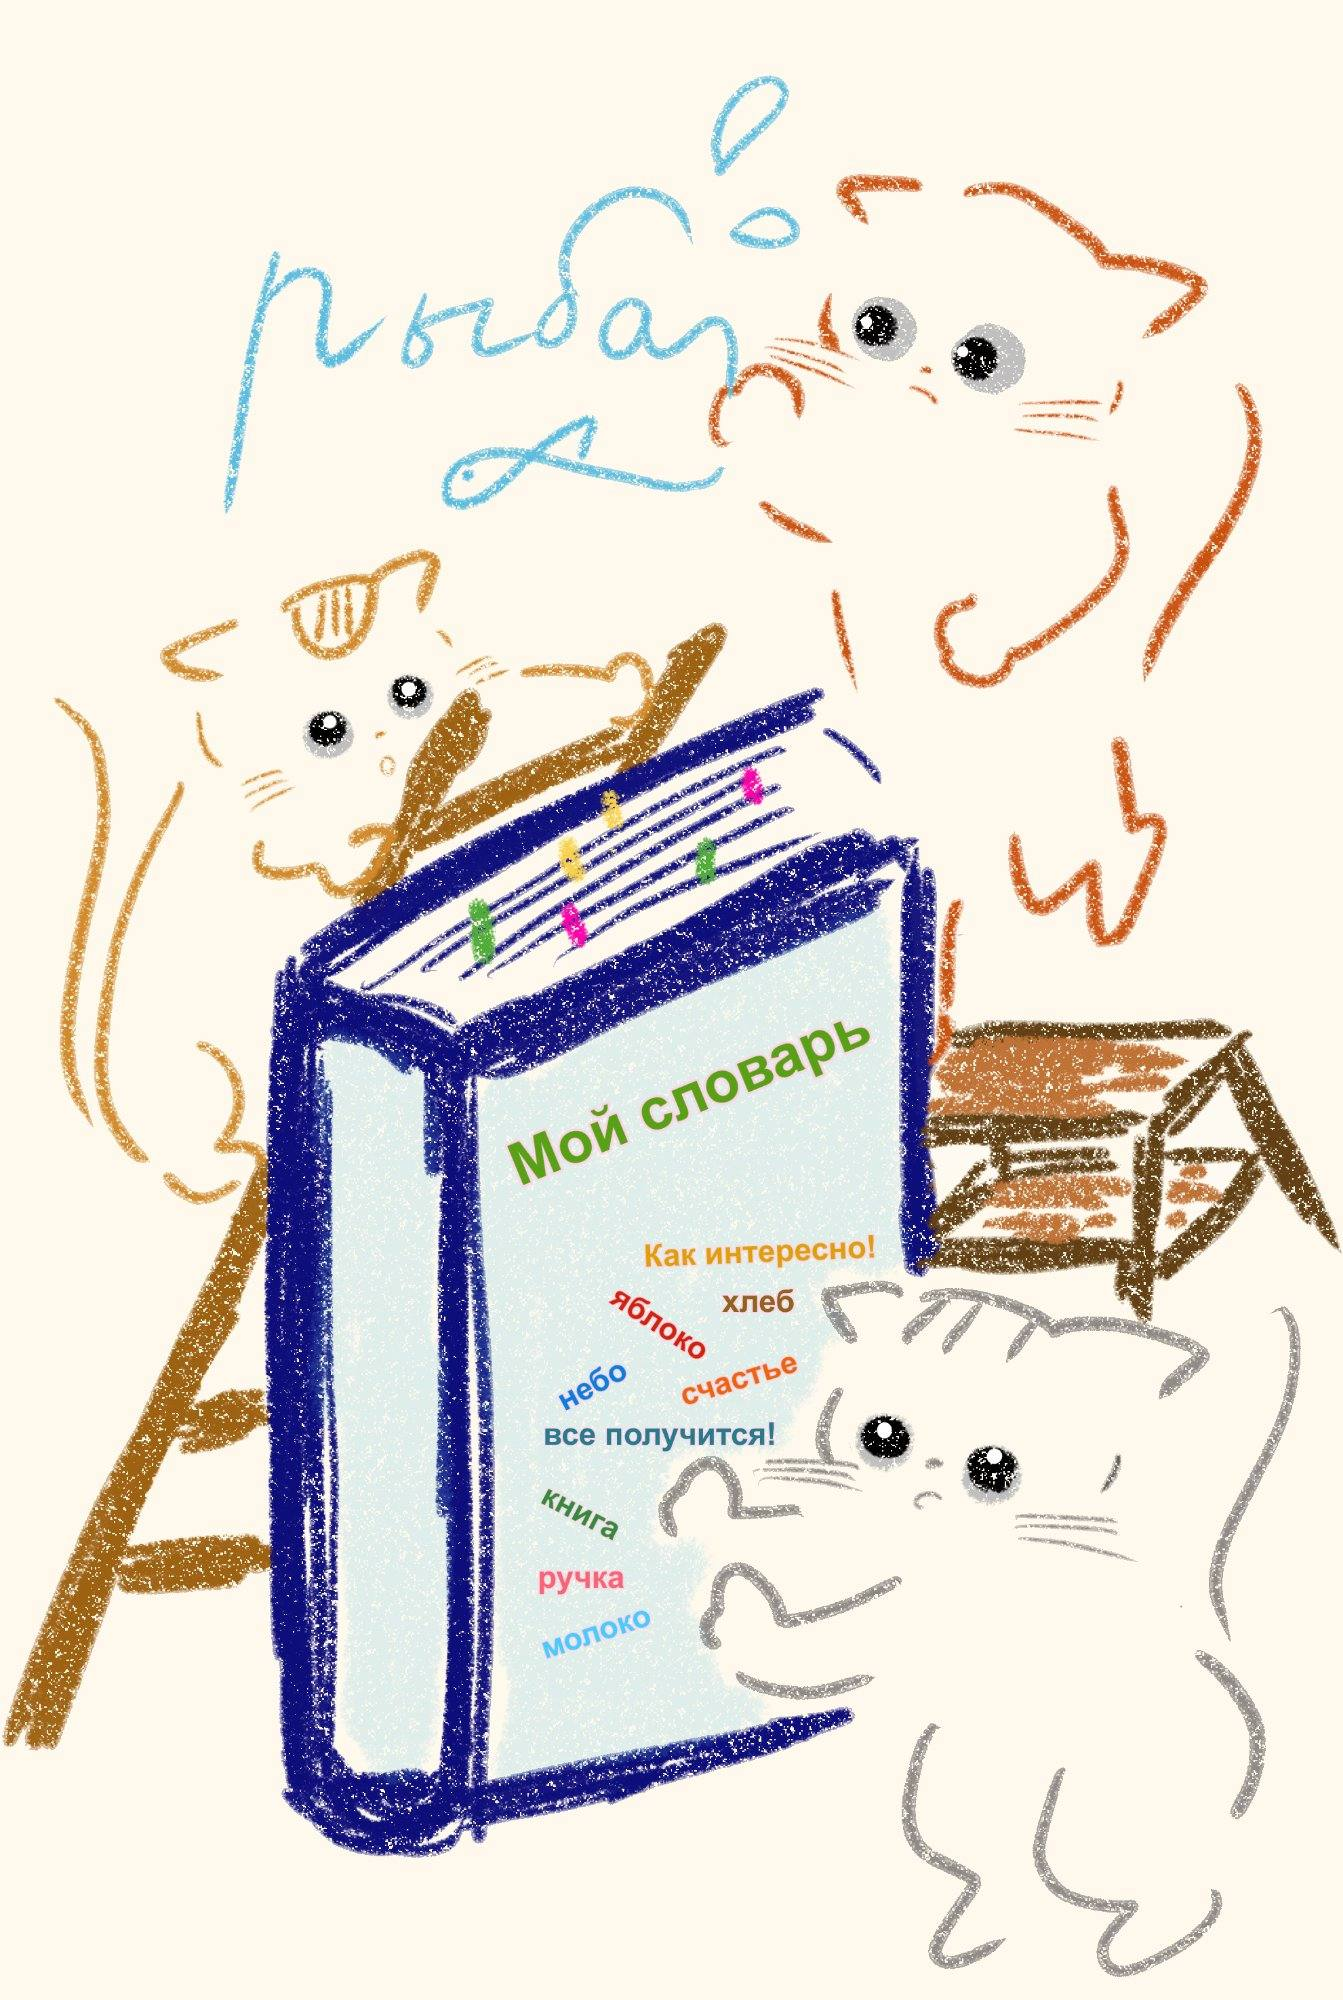 рыба
Мой словарь
Как интересно!
хлеб
яблоко
счастье
небо
все получится!
книга
ручка
молоко